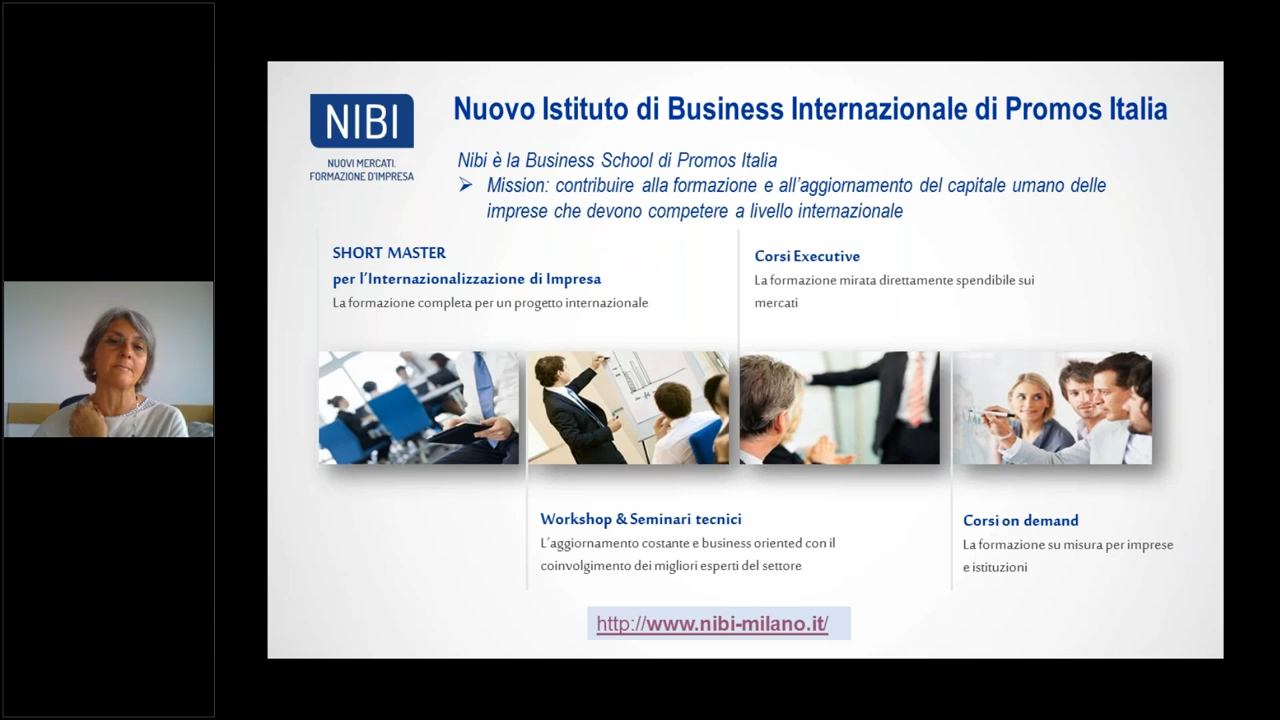 NIBI
NUOVI MERCATI.
FORMAZIONE D'IMPRESA
Nuovo Istituto di Business Internazionale di Promos Italia
Nibi è la Business School di Promos Italia
➢ Mission: contribuire alla formazione e all'aggiornamento del capitale umano delle
imprese che devono competere a livello internazionale
SHORT MASTER
per l'Internazionalizzazione di Impresa
La formazione completa per un progetto internazionale
Corsi Executive
La formazione mirata direttamente spendibile sui
mercati
Workshop & Seminari tecnici
L'aggiornamento costante e business oriented con il
coinvolgimento dei migliori esperti del settore
Corsi on demand
La formazione su misura per imprese
e istituzioni
http://www.nibi-milano.it/